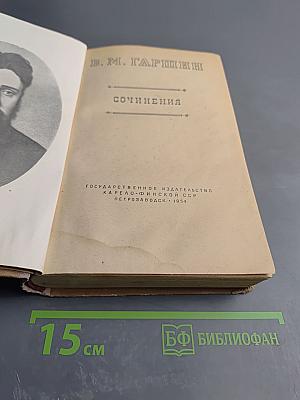 В. М. ГАРШИН
СОЧИНЕНИЯ
ГОСУДАРСТВЕННОЕ ИЗДАТЕЛЬСТВО
КАРЕЛО-ФИНСКОЙ ССР
ПЕТРОЗАВОДСК • 1954
15 см
БФ БИБЛИОФАН